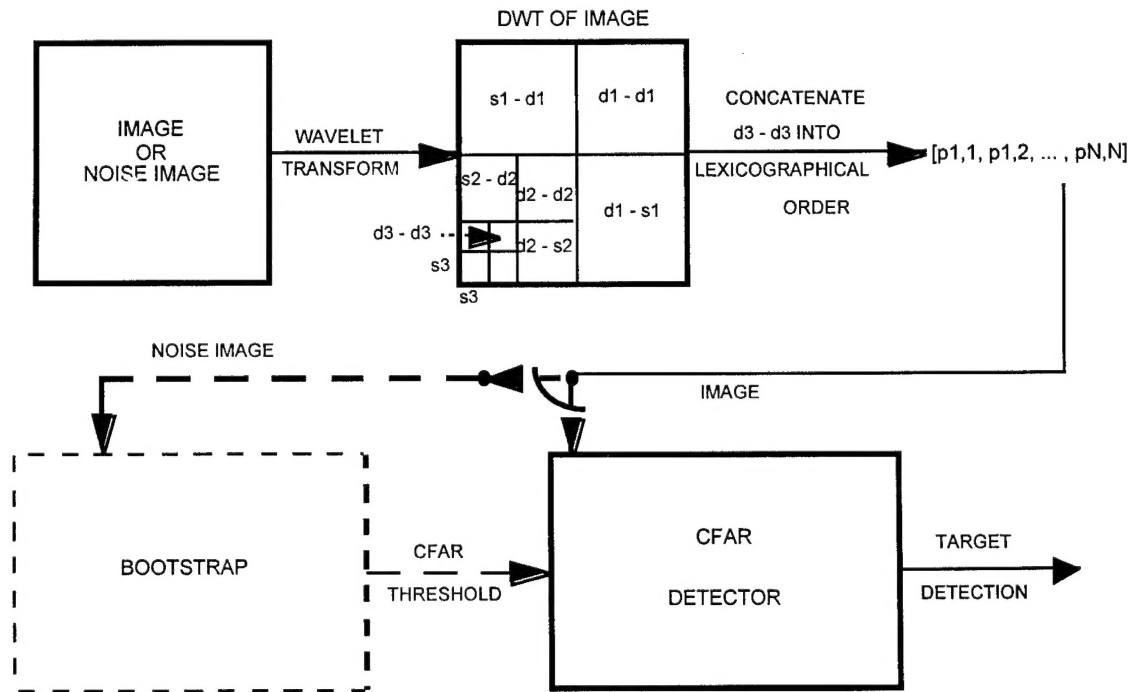 DWT OF IMAGE
IMAGE
OR
NOISE IMAGE
WAVELET
TRANSFORM
s1 - d1
d1 - d1
s2 - d2
d2 - d2
d1 - s1
d3 - d3
d2 - s2
s3
s3
CONCATENATE
d3 - d3 INTO
LEXICOGRAPHICAL
ORDER
[p1,1, p1,2, ... , pN,N]
NOISE IMAGE
IMAGE
BOOTSTRAP
CFAR
THRESHOLD
CFAR
DETECTOR
TARGET
DETECTION